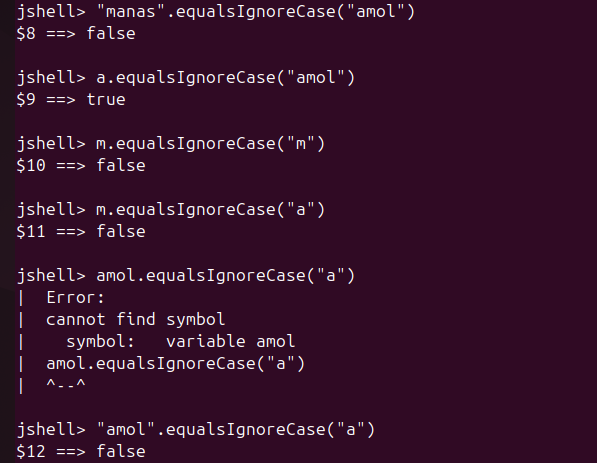 jshell> "manas".equalsIgnoreCase("amol")
$8 ==> false
jshell> a.equalsIgnoreCase("amol")
$9 ==> true
jshell> m.equalsIgnoreCase("m")
$10 ==> false
jshell> m.equalsIgnoreCase("a")
$11 ==> false
jshell> amol.equalsIgnoreCase("a")
|  Error:
|  cannot find symbol
|    symbol:   variable amol
|  amol.equalsIgnoreCase("a")
|  ^--^
jshell> "amol".equalsIgnoreCase("a")
$12 ==> false